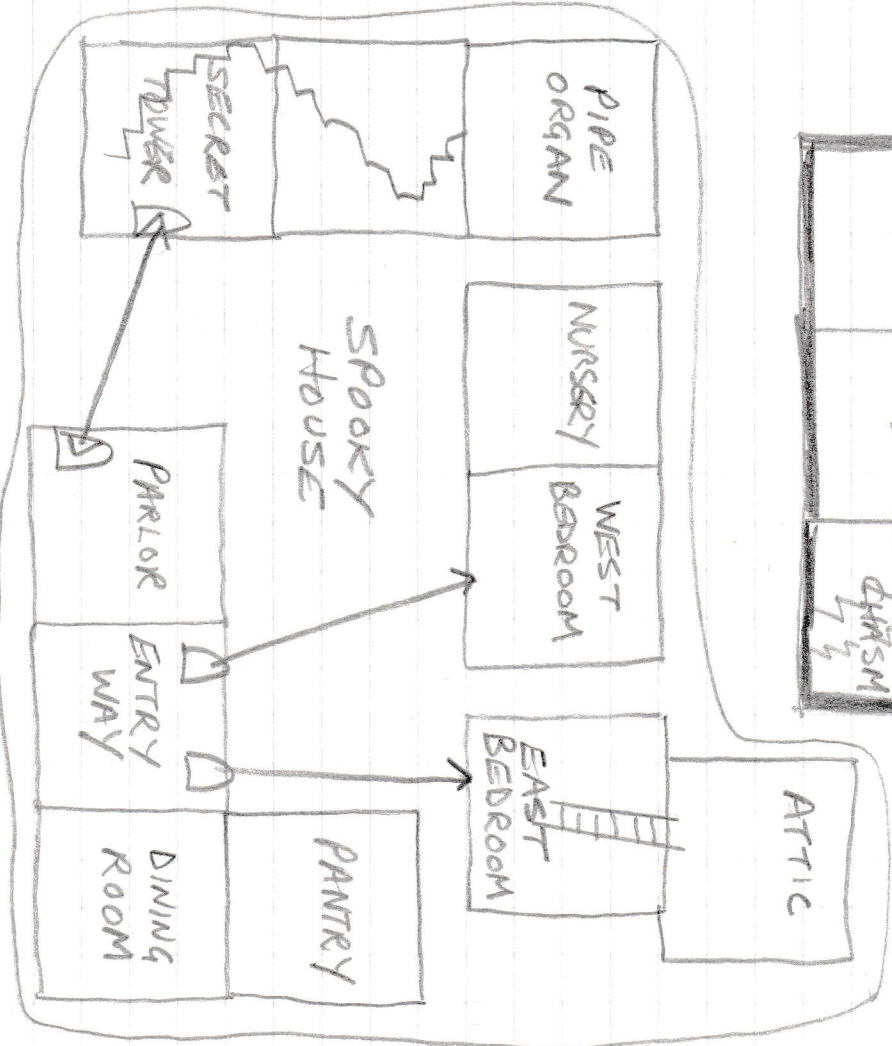 CHASM
ATTIC
PIPE
ORGAN
NURSERY
WEST
BEDROOM
EAST
BEDROOM
SPOOKY
HOUSE
PANTRY
SECRET
TOWER
PARLOR
ENTRY
WAY
DINING
ROOM